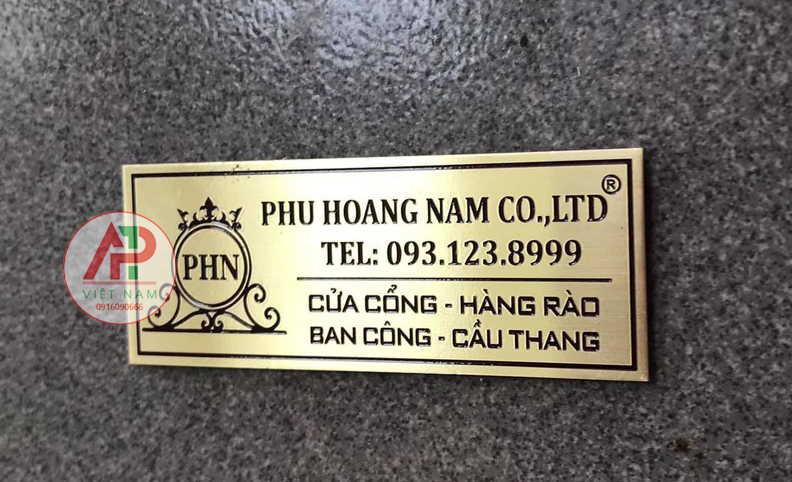 PHU HOANG NAM CO.,LTD ®
TEL: 093.123.8999
PHN
CỬA CỔNG - HÀNG RÀO
BAN CÔNG - CẦU THANG
AP
VIỆT NAM
0916090666